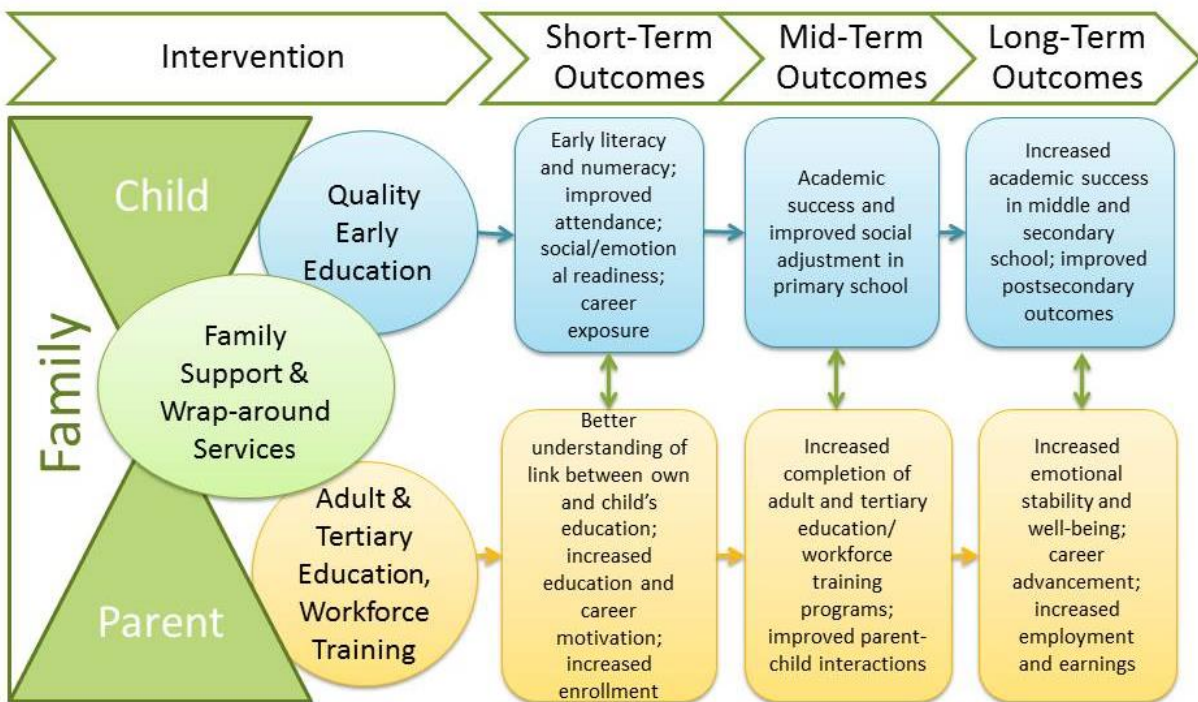 Intervention
Short-Term
Outcomes
Mid-Term
Outcomes
Long-Term
Outcomes
Family
Child
Parent
Quality
Early
Education
Family
Support &
Wrap-around
Services
Adult &
Tertiary
Education,
Workforce
Training
Early literacy
and numeracy;
improved
attendance;
social/emotion
al readiness;
career
exposure
Academic
success and
improved social
adjustment in
primary school
Increased
academic success
in middle and
secondary
school; improved
postsecondary
outcomes
Better
understanding of
link between own
and child’s
education;
increased
education and
career
motivation;
increased
enrollment
Increased
completion of
adult and tertiary
education/
workforce
training
programs;
improved parent-
child interactions
Increased
emotional
stability and
well-being;
career
advancement;
increased
employment
and earnings